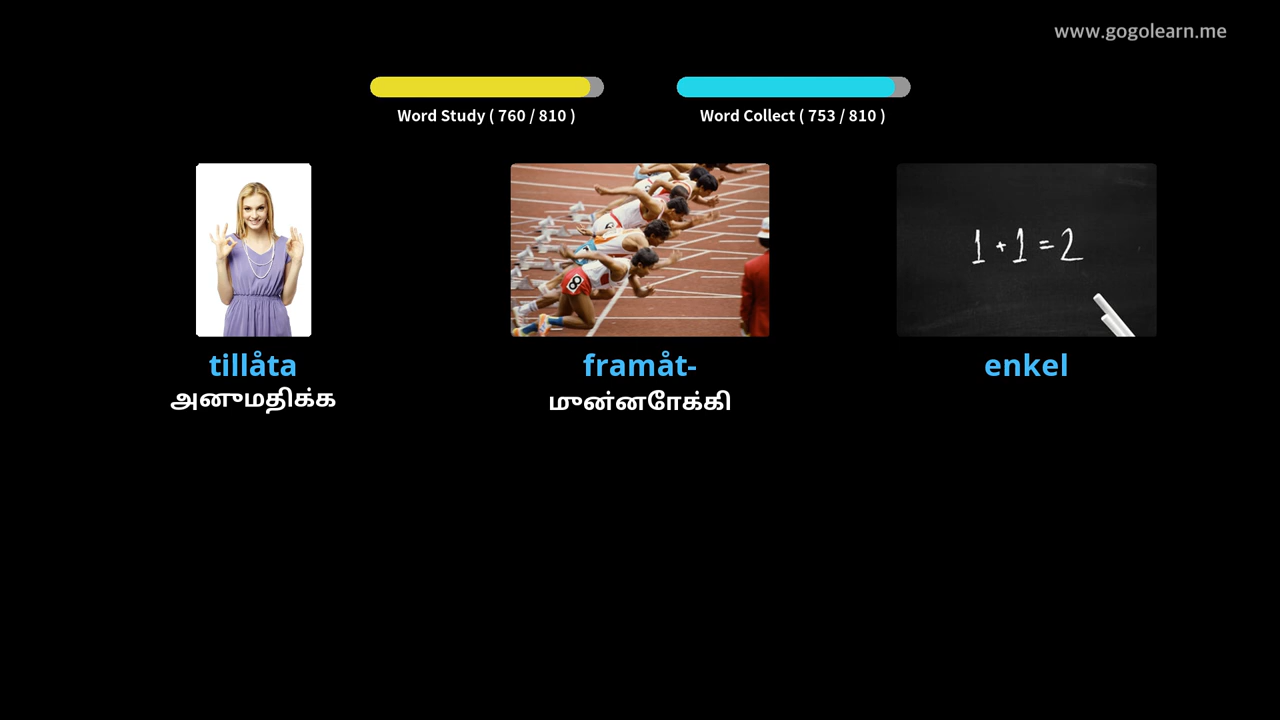 www.gogolearn.me
Word Study ( 760 / 810 )
Word Collect ( 753 / 810 )
8
1 + 1 = 2
tillåta
framåt-
enkel
அனுமதிக்க
முன்னோக்கி